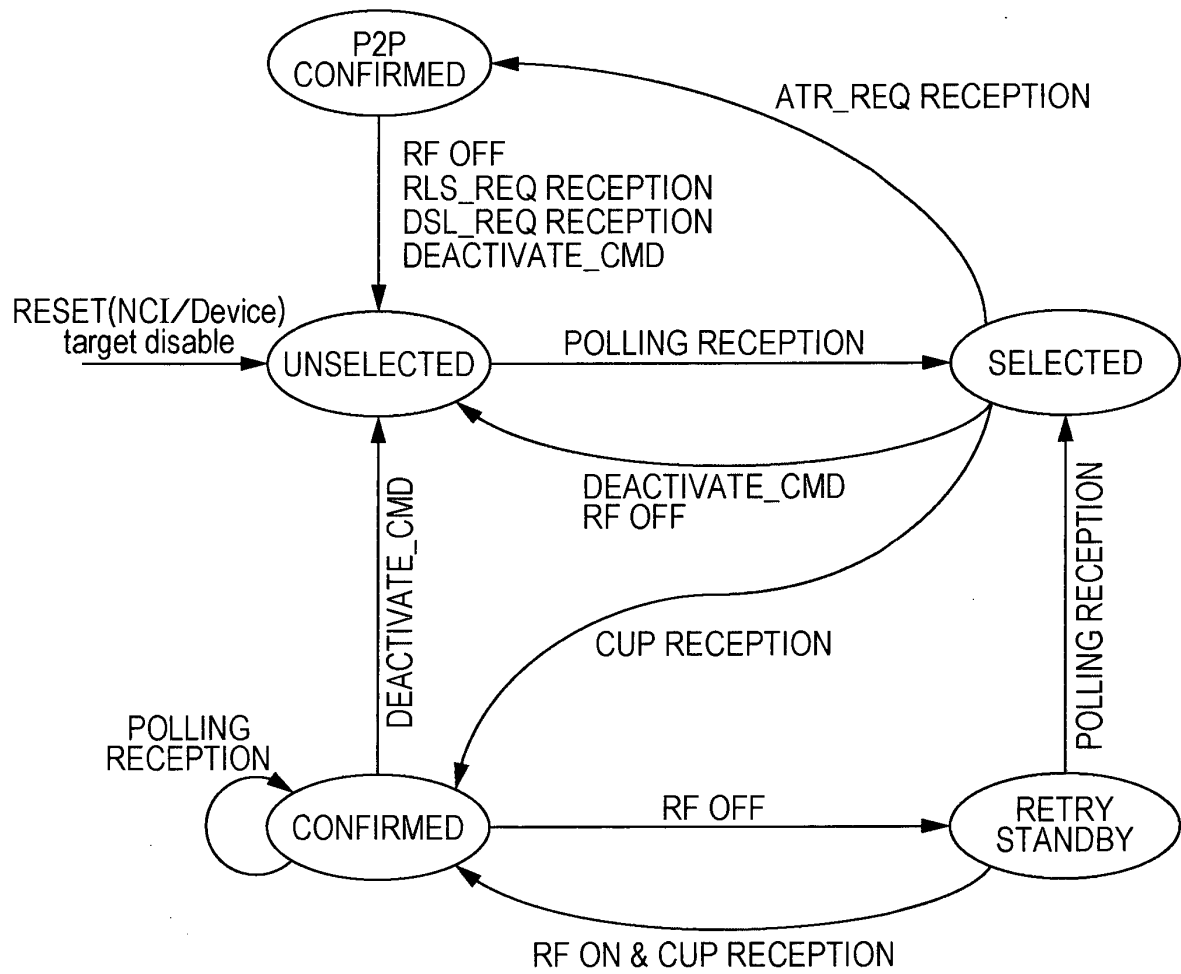 P2P
CONFIRMED
ATR_REQ RECEPTION
RF OFF
RLS_REQ RECEPTION
DSL_REQ RECEPTION
DEACTIVATE_CMD
RESET(NCI/Device)
target disable
UNSELECTED
POLLING RECEPTION
SELECTED
DEACTIVATE_CMD
RF OFF
DEACTIVATE_CMD
CUP RECEPTION
POLLING RECEPTION
POLLING
RECEPTION
CONFIRMED
RF OFF
RETRY
STANDBY
RF ON & CUP RECEPTION